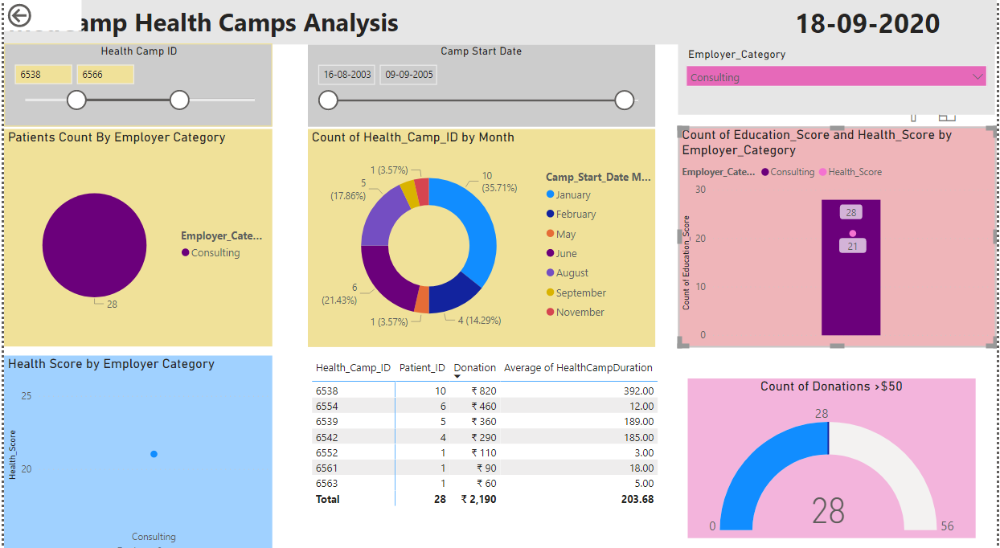 amp Health Camps Analysis
18-09-2020
Health Camp ID
6538
6566
Camp Start Date
16-08-2003
09-09-2005
Employer_Category
Consulting
Patients Count By Employer Category
Employer_Cate...
Consulting
28
Count of Health_Camp_ID by Month
1 (3.57%)
10
(35.71%)
5
(17.86%)
6
(21.43%)
1 (3.57%)
4 (14.29%)
Camp_Start_Date M...
January
February
May
June
August
September
November
Count of Education_Score and Health_Score by
Employer_Category
Employer_Cate... Consulting Health_Score
Count of Education_Score
30
20
10
0
28
21
Health Score by Employer Category
Health_Score
25
20
Consulting
Health_Camp_ID Patient_ID Donation Average of HealthCampDuration
6538 10 ₹ 820 392.00
6554 6 ₹ 460 12.00
6539 5 ₹ 360 189.00
6542 4 ₹ 290 185.00
6552 1 ₹ 110 3.00
6561 1 ₹ 90 18.00
6563 1 ₹ 60 5.00
Total 28 ₹ 2,190 203.68
Count of Donations >$50
28
28
0
56